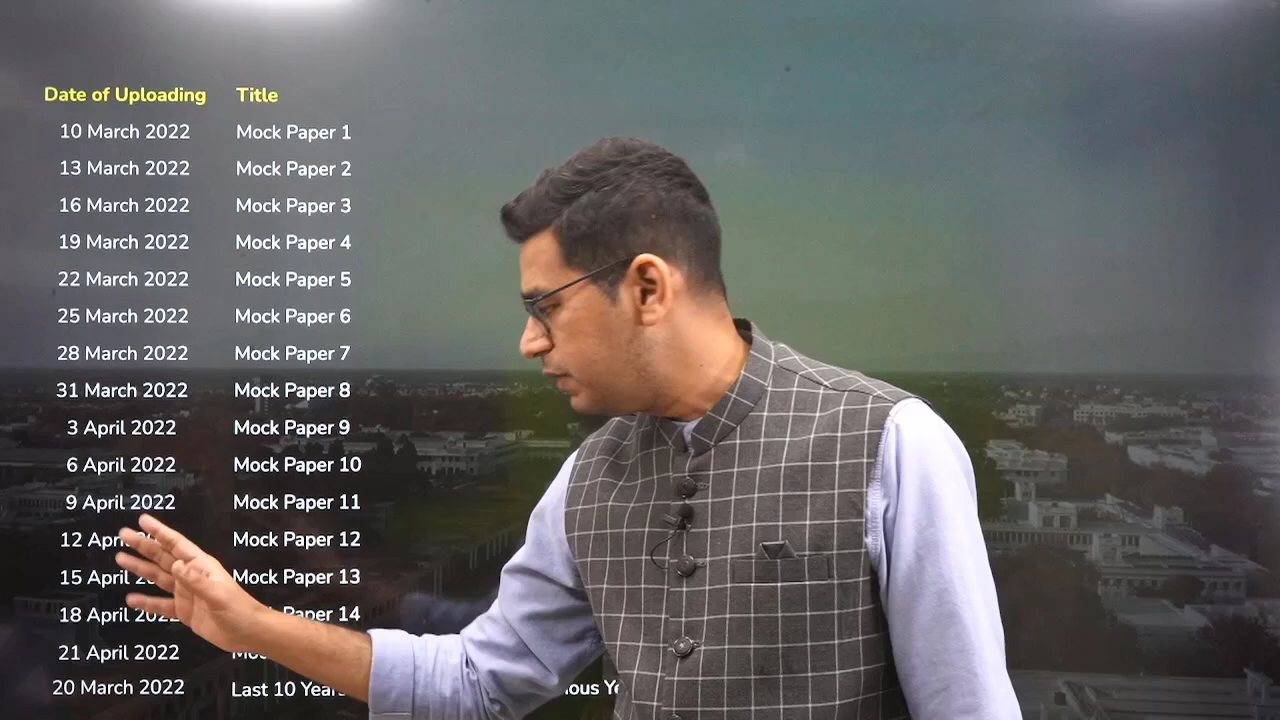 Date of Uploading Title
10 March 2022 Mock Paper 1
13 March 2022 Mock Paper 2
16 March 2022 Mock Paper 3
19 March 2022 Mock Paper 4
22 March 2022 Mock Paper 5
25 March 2022 Mock Paper 6
28 March 2022 Mock Paper 7
31 March 2022 Mock Paper 8
3 April 2022 Mock Paper 9
6 April 2022 Mock Paper 10
9 April 2022 Mock Paper 11
12 Mock Paper 12
15 April Mock Paper 13
18 April 2022 Paper 14
21 April 2022
20 March 2022 Last 10 Years